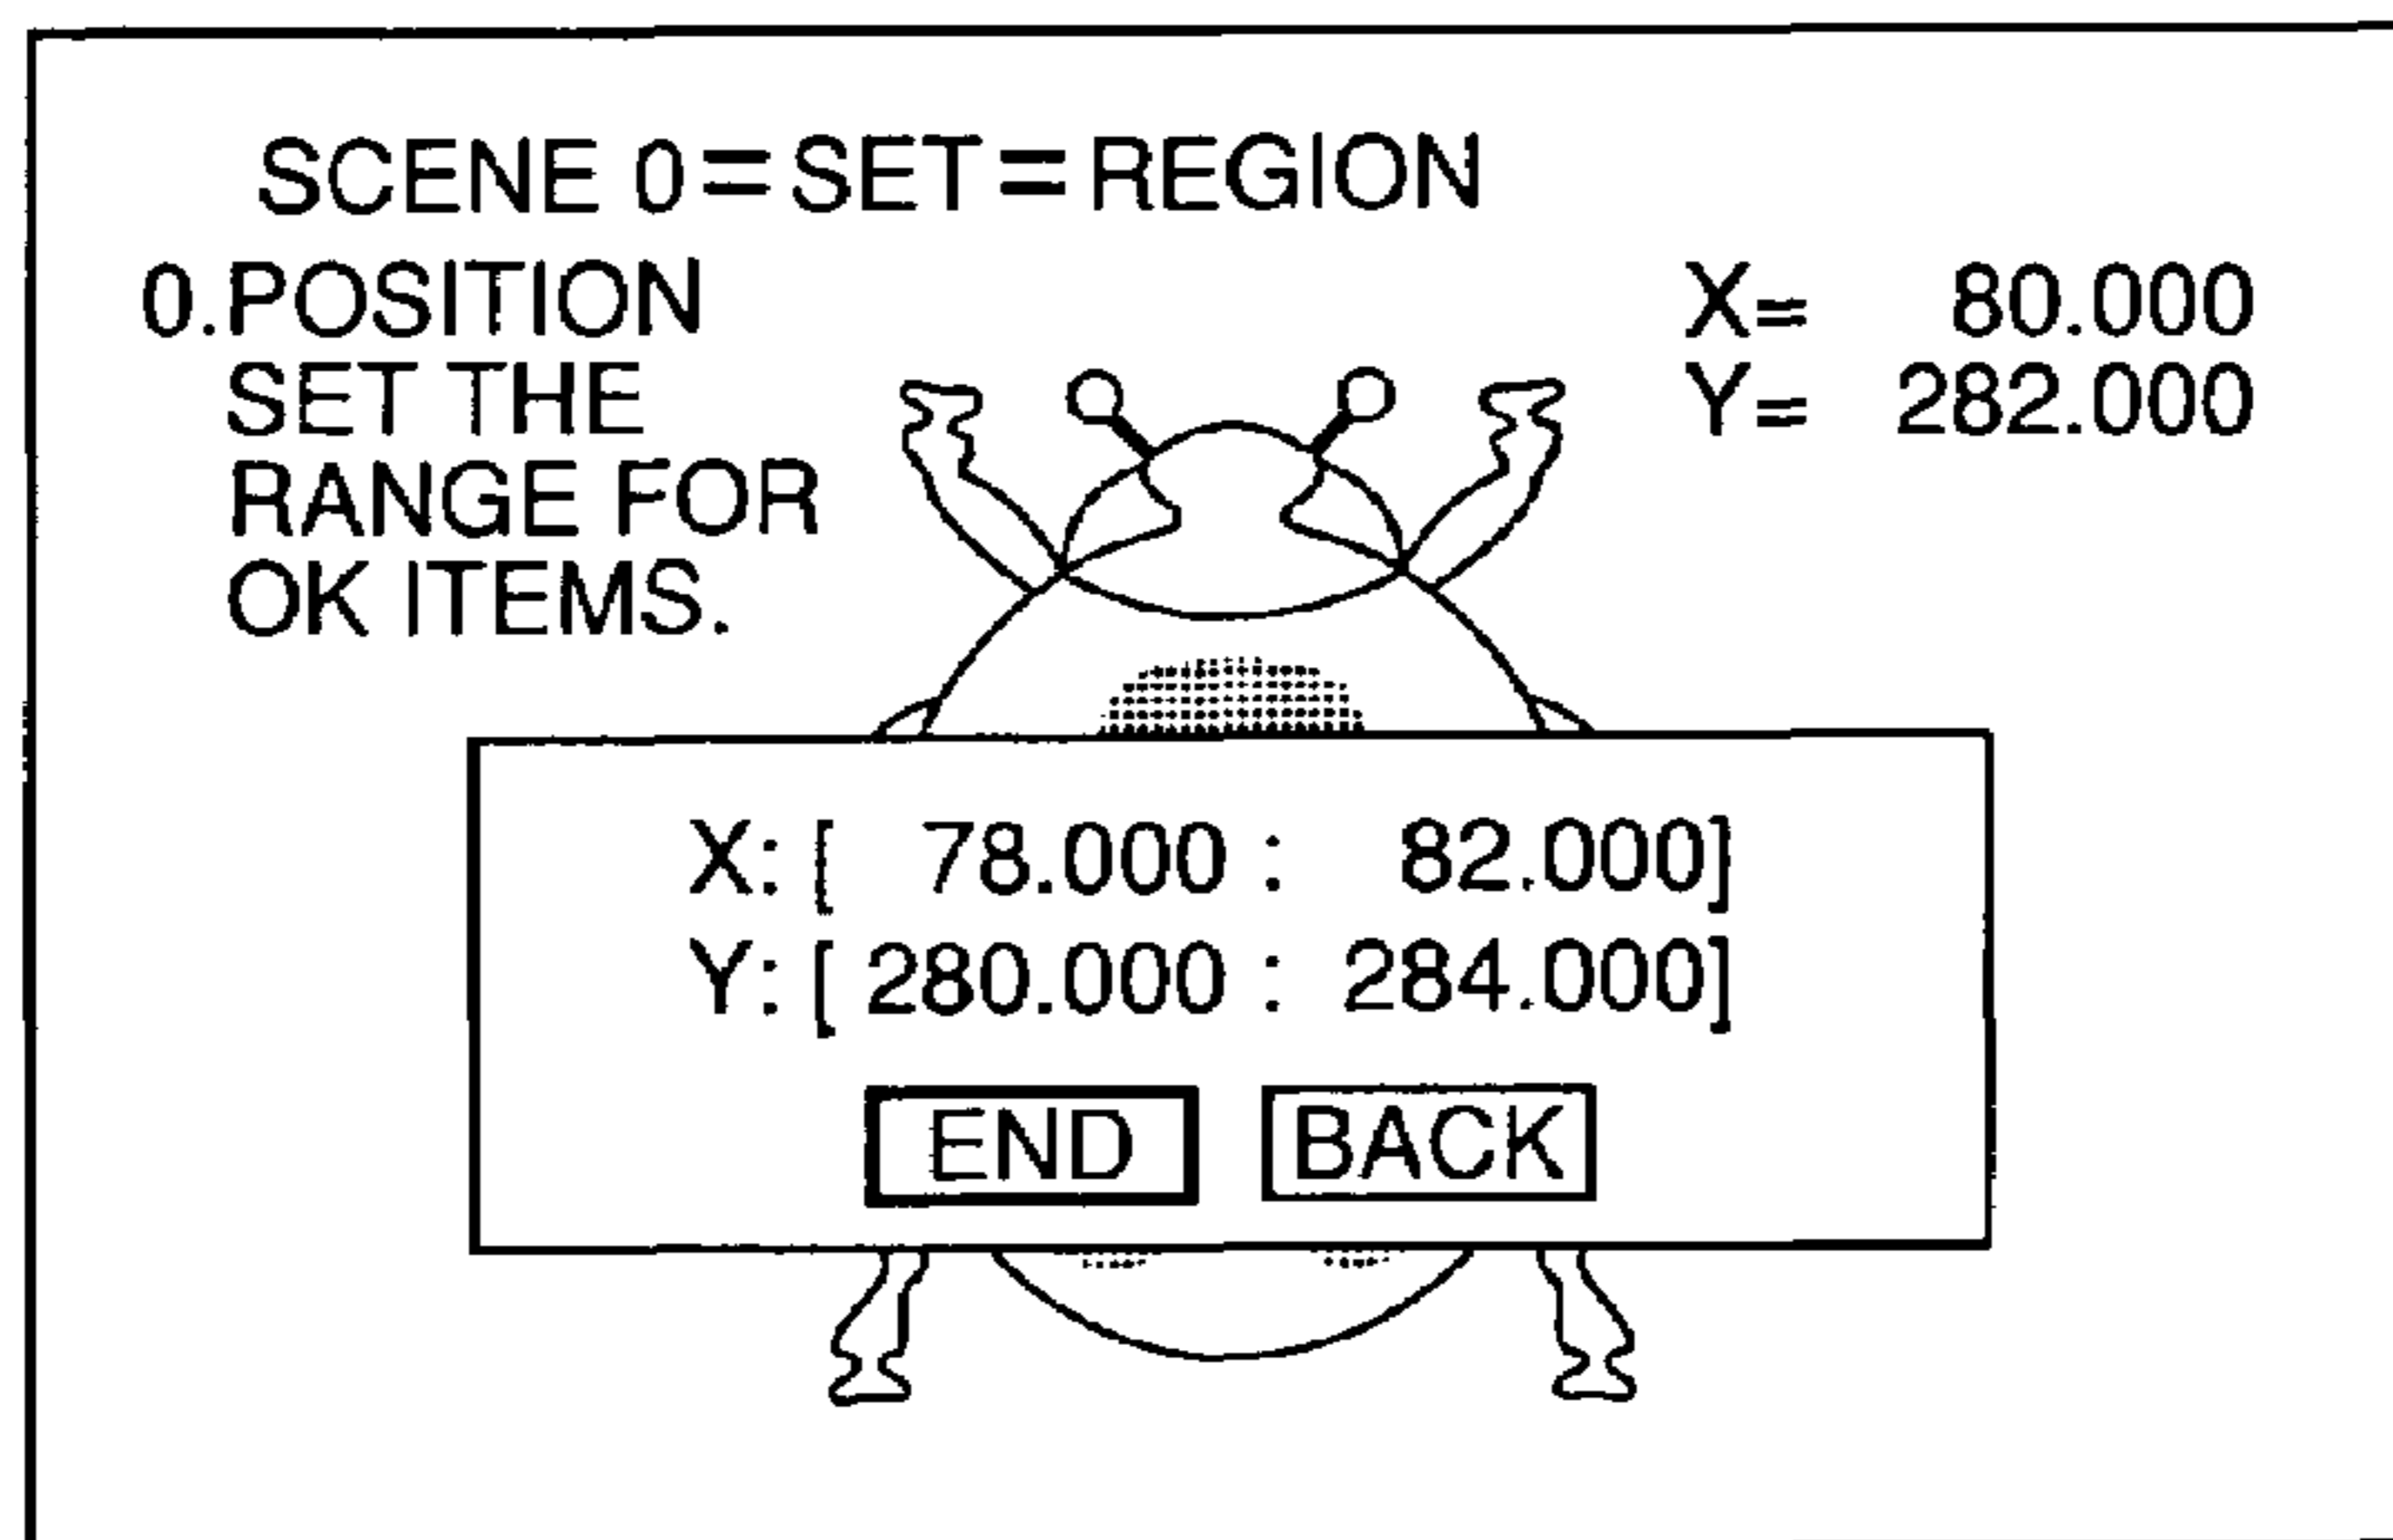 SCENE 0=SET=REGION
0.POSITION
SET THE
RANGE FOR
OK ITEMS.
X= 80.000
Y= 282.000
X: [ 78.000 : 82.000]
Y: [ 280.000 : 284.000]
END BACK